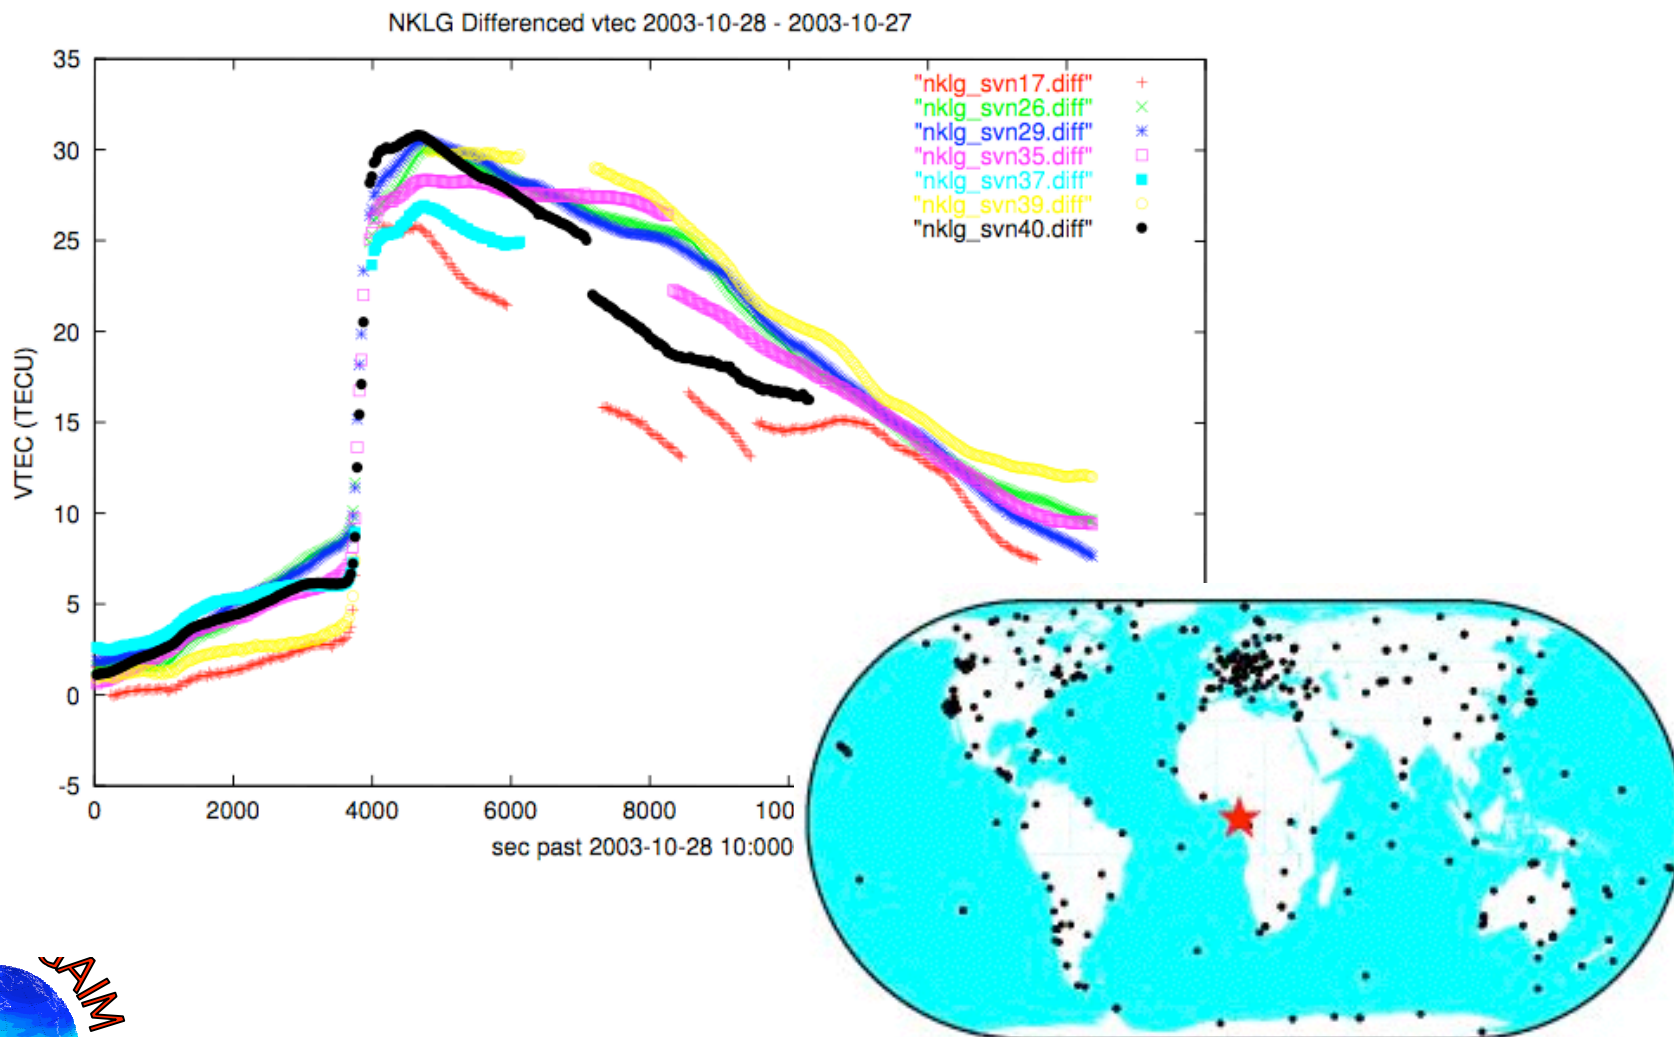 NKLG Differenced vtec 2003-10-28 - 2003-10-27
35
30
25
20
15
10
5
0
-5
VTEC (TECU)
"nklg_svn17.diff"
"nklg_svn26.diff"
"nklg_svn29.diff"
"nklg_svn35.diff"
"nklg_svn37.diff"
"nklg_svn39.diff"
"nklg_svn40.diff"
0 2000 4000 6000 8000 100
sec past 2003-10-28 10:000
GAIM